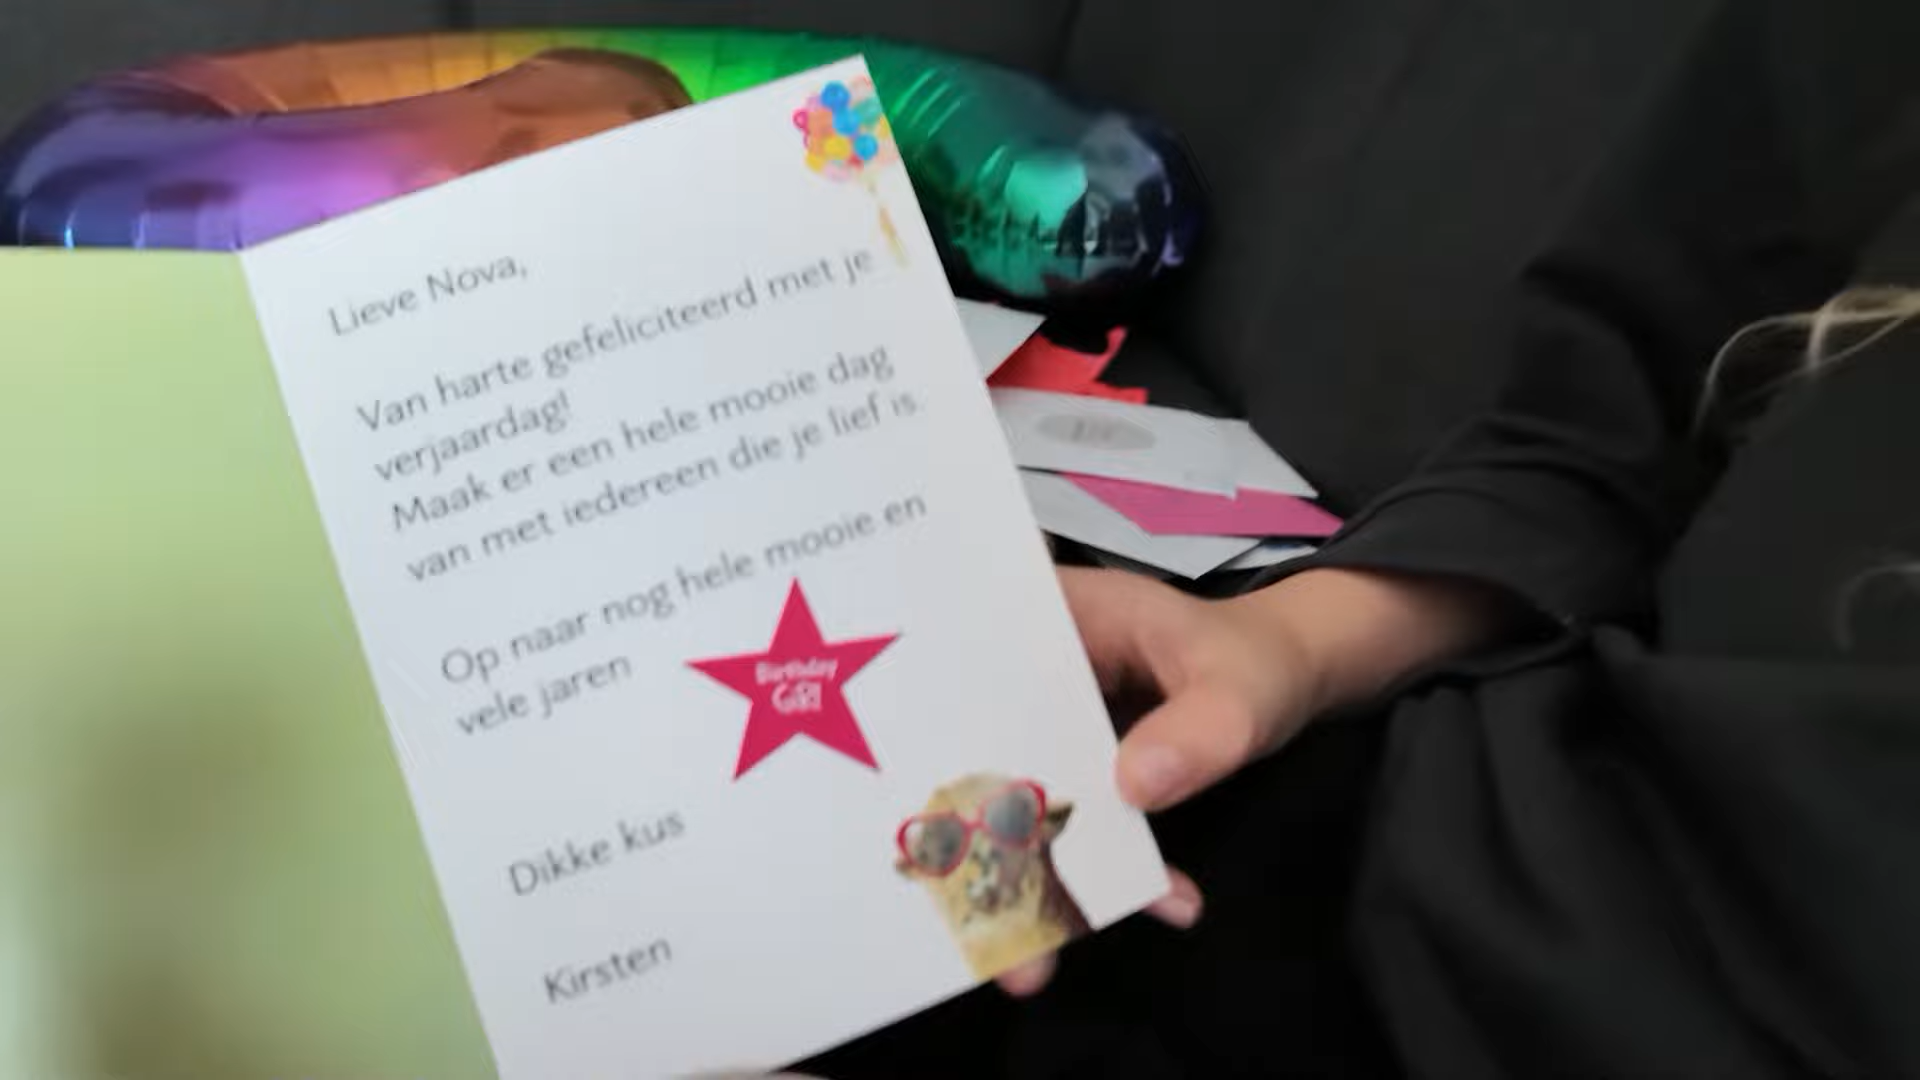 Lieve Nova,
Van harte gefeliciteerd met je
verjaardag!
Maak er een hele mooie dag
van met iedereen die je lief is
Op naar nog hele mooie en
vele jaren
Birthday
Girl
Dikke kus
Kirsten